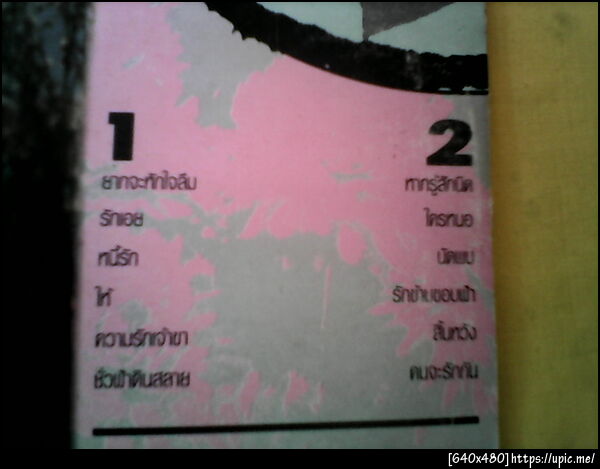 1
ยากจะหักใจลืม
รักเอย
หนี้รัก
ให้
ความรักเจ้าขา
ชั่วฟ้าดินสลาย
2
หากรู้สักนิด
ใครหนอ
นัดพบ
รักข้ามขอบฟ้า
สิ้นหวัง
คนจะรักกัน
[640x480]https://upic.me/